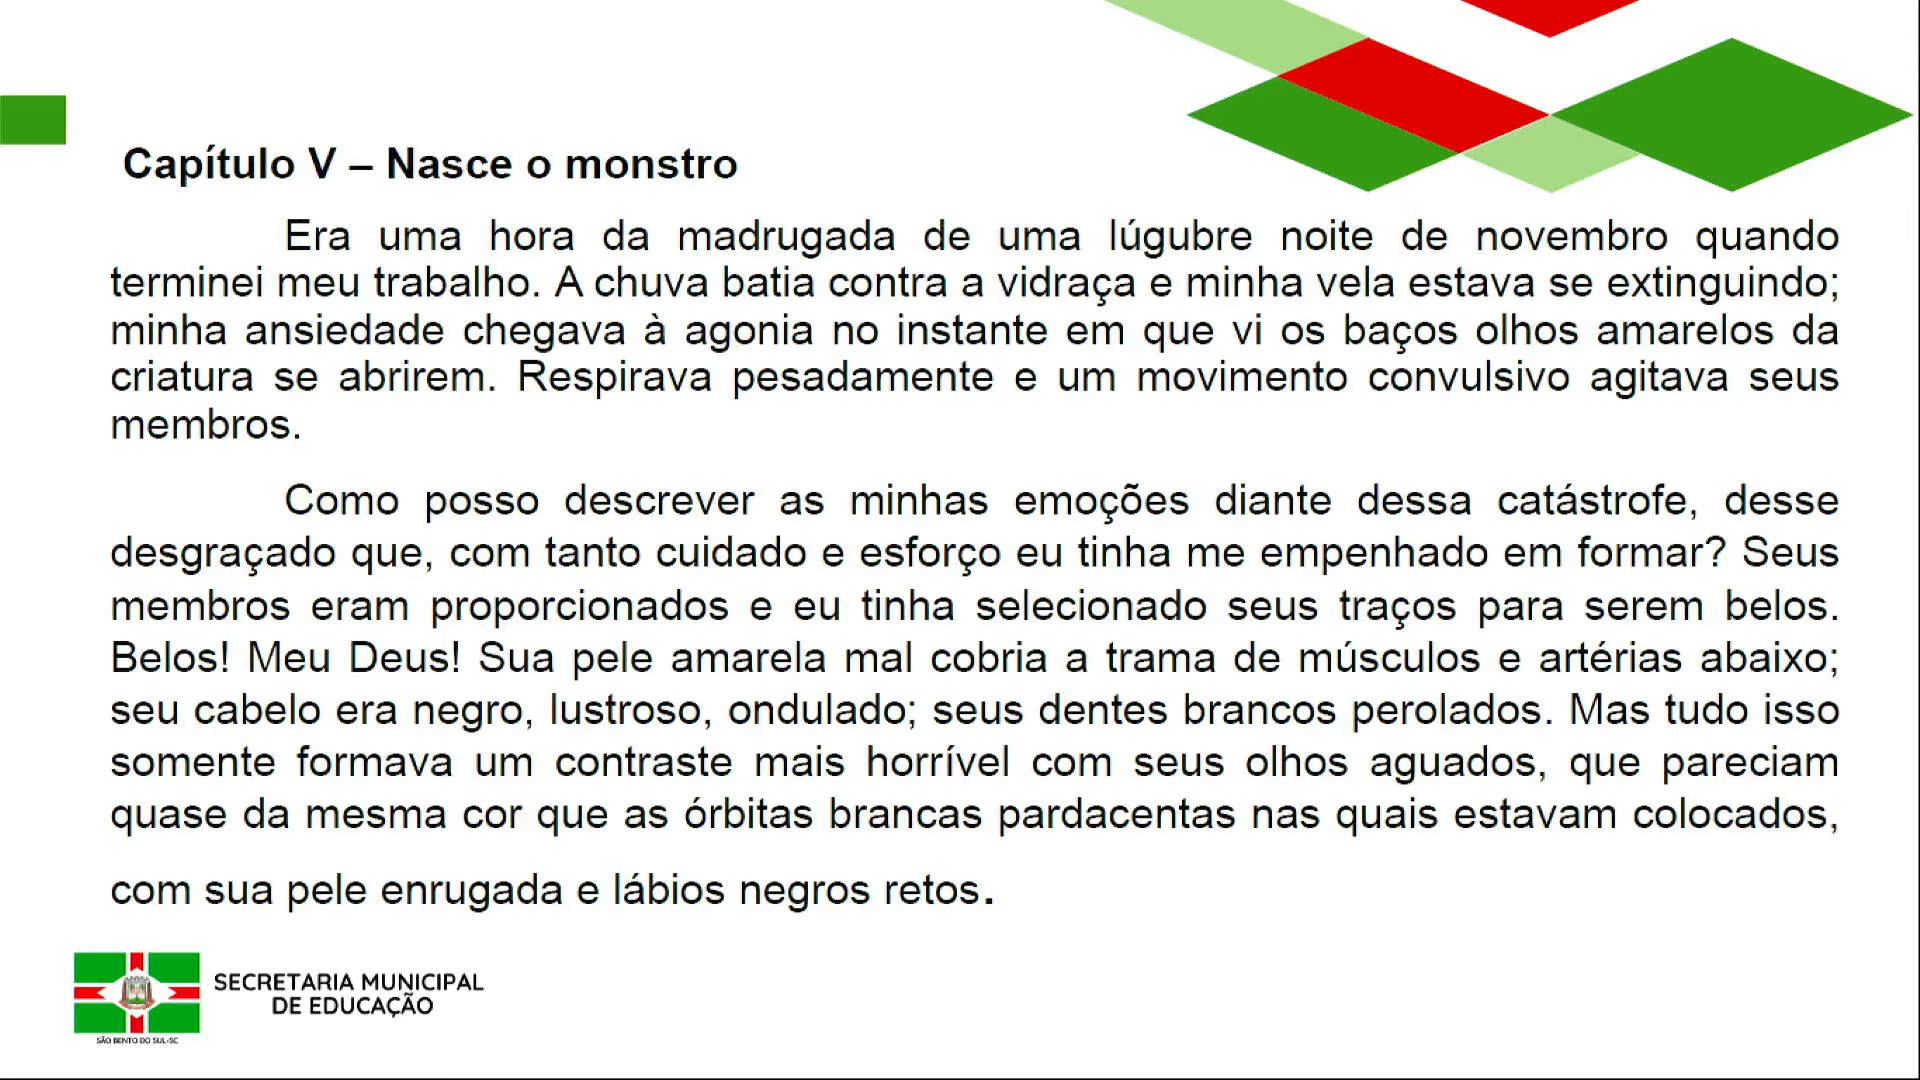 Capítulo V – Nasce o monstro
Era uma hora da madrugada de uma lúgubre noite de novembro quando
terminei meu trabalho. A chuva batia contra a vidraça e minha vela estava se extinguindo;
minha ansiedade chegava à agonia no instante em que vi os baços olhos amarelos da
criatura se abrirem. Respirava pesadamente e um movimento convulsivo agitava seus
membros.
Como posso descrever as minhas emoções diante dessa catástrofe, desse
desgraçado que, com tanto cuidado e esforço eu tinha me empenhado em formar? Seus
membros eram proporcionados e eu tinha selecionado seus traços para serem belos.
Belos! Meu Deus! Sua pele amarela mal cobria a trama de músculos e artérias abaixo;
seu cabelo era negro, lustroso, ondulado; seus dentes brancos perolados. Mas tudo isso
somente formava um contraste mais horrível com seus olhos aguados, que pareciam
quase da mesma cor que as órbitas brancas pardacentas nas quais estavam colocados,
com sua pele enrugada e lábios negros retos.
SECRETARIA MUNICIPAL
DE EDUCAÇÃO
SÃO BENTO DO SUL-SC